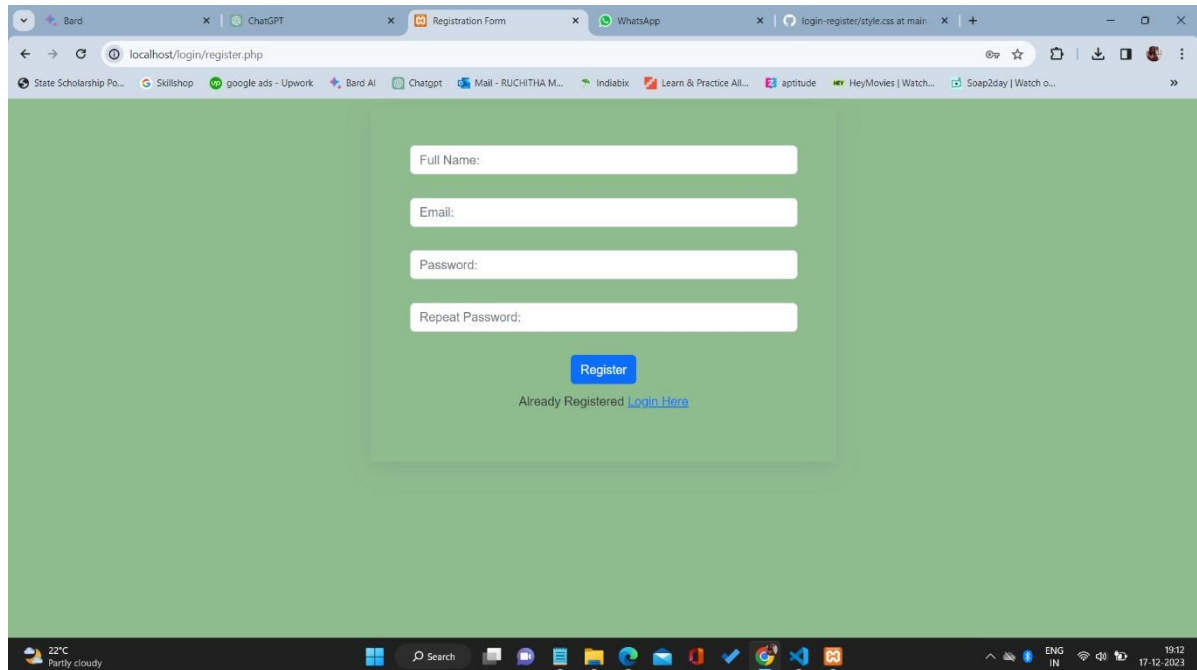 Bard
ChatGPT
Registration Form
WhatsApp
login-register/style.css at main
localhost/login/register.php
State Scholarship Po...
Skillshop
google ads - Upwork
Bard AI
Chatgpt
Mail - RUCHITHA M...
Indiabix
Learn & Practice All...
aptitude
HeyMovies | Watch...
Soap2day | Watch o...
Full Name:
Email:
Password:
Repeat Password:
Register
Already Registered Login Here
22°C
Partly cloudy
Search
ENG
IN
19:12
17-12-2023